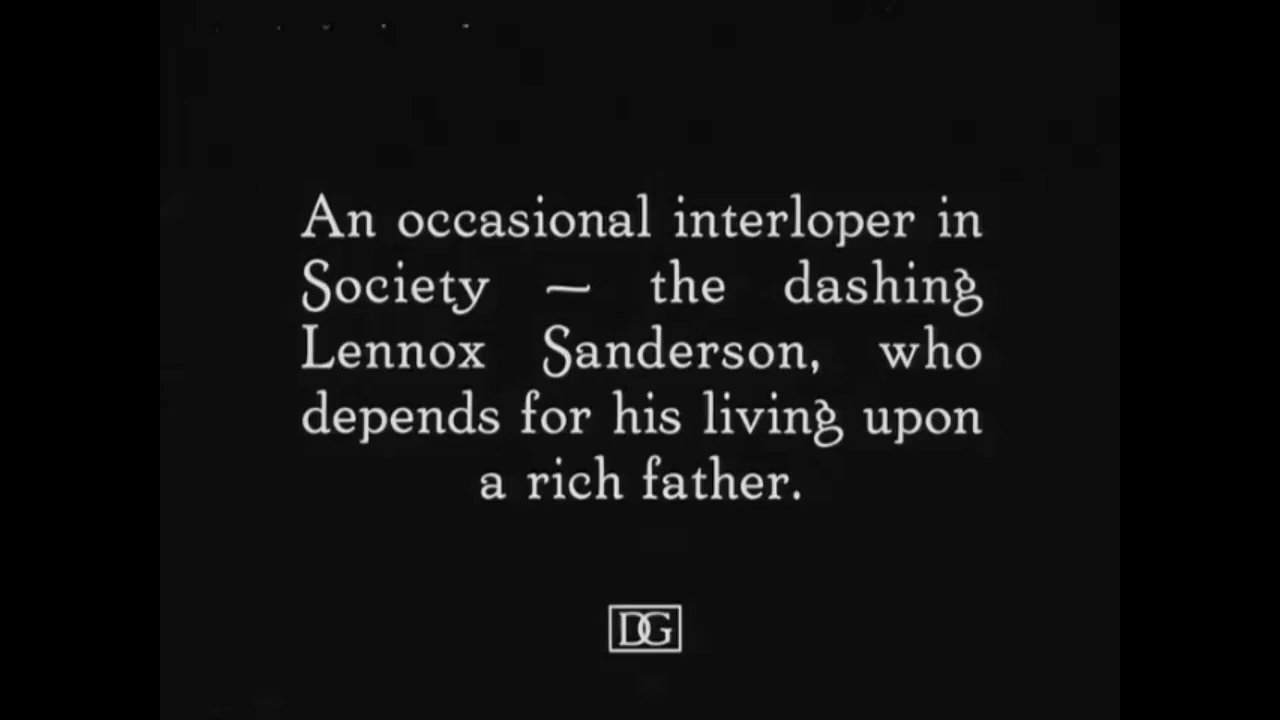 An occasional interloper in
Society — the dashing
Lennox Sanderson, who
depends for his living upon
a rich father.
DG